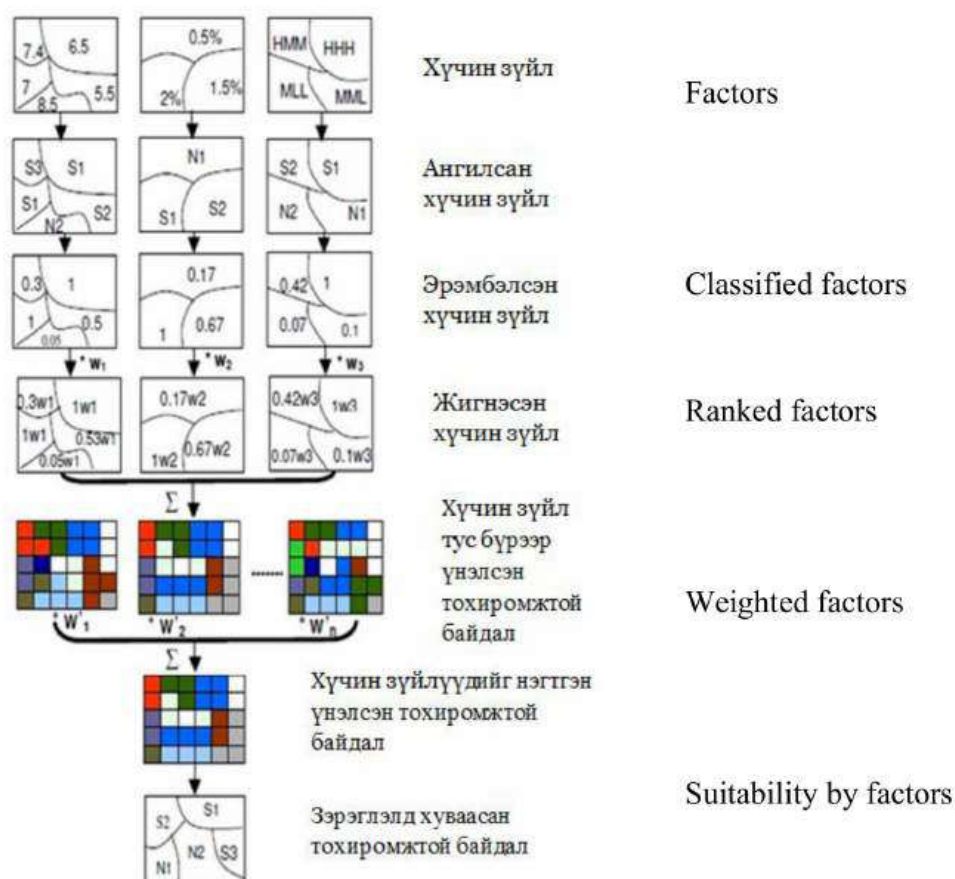 7.4 6.5
7 8.5 5.5
0.5%
2% 1.5%
HMM HHH
MLL MML
Хүчин зүйл
Factors
S3 S1
S1 N2 S2
N1
S1 S2
S2 S1
N2 N1
Ангилсан
хүчин зүйл
0.3 1
1 0.05 0.5
0.17
1 0.67
0.42 1
0.07 0.1
Эрэмбэлсэн
хүчин зүйл
Classified factors
* w₁ * w₂ * w₃
0.3w1 1w1
1w1 0.53w1
0.05w1
0.17w2
1w2 0.67w2
0.42w3 1w3
0.07w3 0.1w3
Жигнэсэн
хүчин зүйл
Ranked factors
Σ
.......
* w'₁ * w'₂ * w'n
Хүчин зүйл
тус бүрээр
үнэлсэн
тохиромжтой
байдал
Weighted factors
Σ
Хүчин зүйлүүдийг нэгтгэн
үнэлсэн тохиромжтой
байдал
Suitability by factors
S2 S1
N1 N2 S3
Зэрэглэлд хуваасан
тохиромжтой байдал